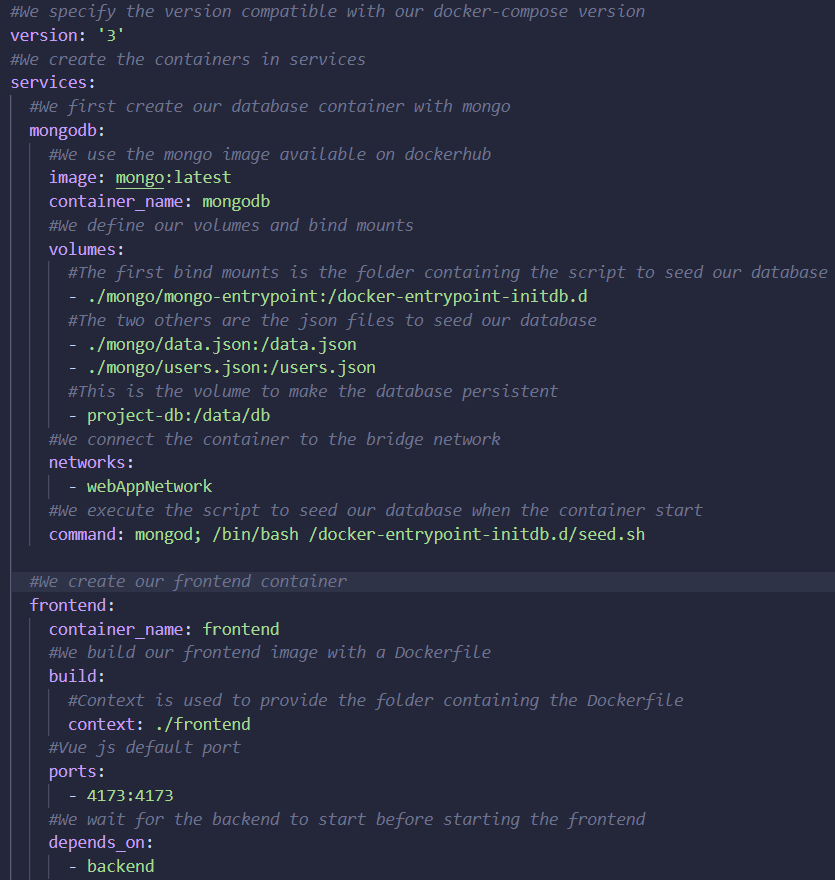 #We specify the version compatible with our docker-compose version
version: '3'
#We create the containers in services
services:
#We first create our database container with mongo
mongodb:
#We use the mongo image available on dockerhub
image: mongo:latest
container_name: mongodb
#We define our volumes and bind mounts
volumes:
#The first bind mounts is the folder containing the script to seed our database
- ./mongo/mongo-entrypoint:/docker-entrypoint-initdb.d
#The two others are the json files to seed our database
- ./mongo/data.json:/data.json
- ./mongo/users.json:/users.json
#This is the volume to make the database persistent
- project-db:/data/db
#We connect the container to the bridge network
networks:
- webAppNetwork
#We execute the script to seed our database when the container start
command: mongod; /bin/bash /docker-entrypoint-initdb.d/seed.sh
#We create our frontend container
frontend:
container_name: frontend
#We build our frontend image with a Dockerfile
build:
#Context is used to provide the folder containing the Dockerfile
context: ./frontend
#Vue js default port
ports:
- 4173:4173
#We wait for the backend to start before starting the frontend
depends_on:
- backend